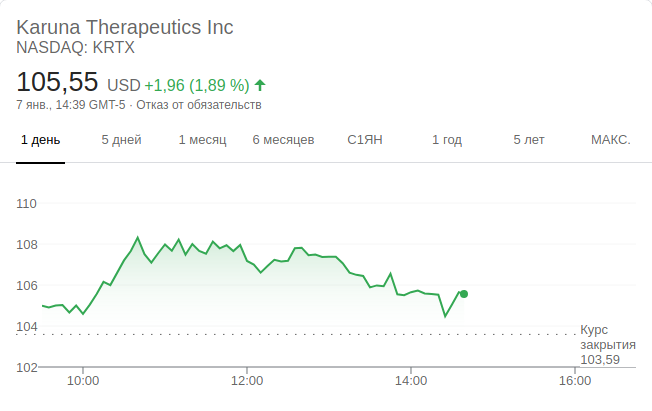 Karuna Therapeutics Inc
NASDAQ: KRTX
105,55 USD +1,96 (1,89 %)
7 янв., 14:39 GMT-5 · Отказ от обязательств
1 день 5 дней 1 месяц 6 месяцев С1ЯН 1 год 5 лет МАКС.
110
108
106
104
Курс
закрытия
103,59
102
10:00 12:00 14:00 16:00